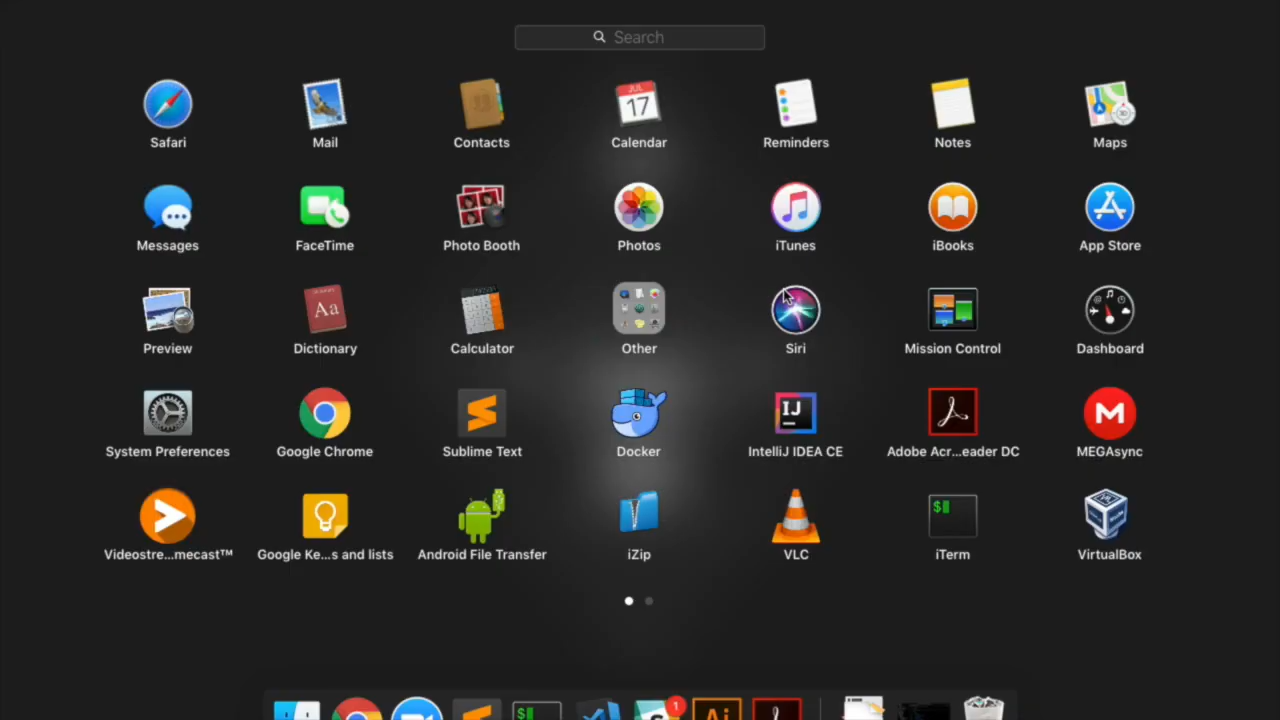 Search
JUL
17
Safari
Mail
Contacts
Calendar
Reminders
Notes
Maps
3D
Messages
FaceTime
Photo Booth
Photos
iTunes
iBooks
App Store
Aa
Preview
Dictionary
Calculator
Other
Siri
Mission Control
Dashboard
IJ
M
System Preferences
Google Chrome
Sublime Text
Docker
IntelliJ IDEA CE
Adobe Acr...eader DC
MEGAsync
$
Videostre...mecast™
Google Ke...s and lists
Android File Transfer
iZip
VLC
iTerm
VirtualBox
$
1
Ai